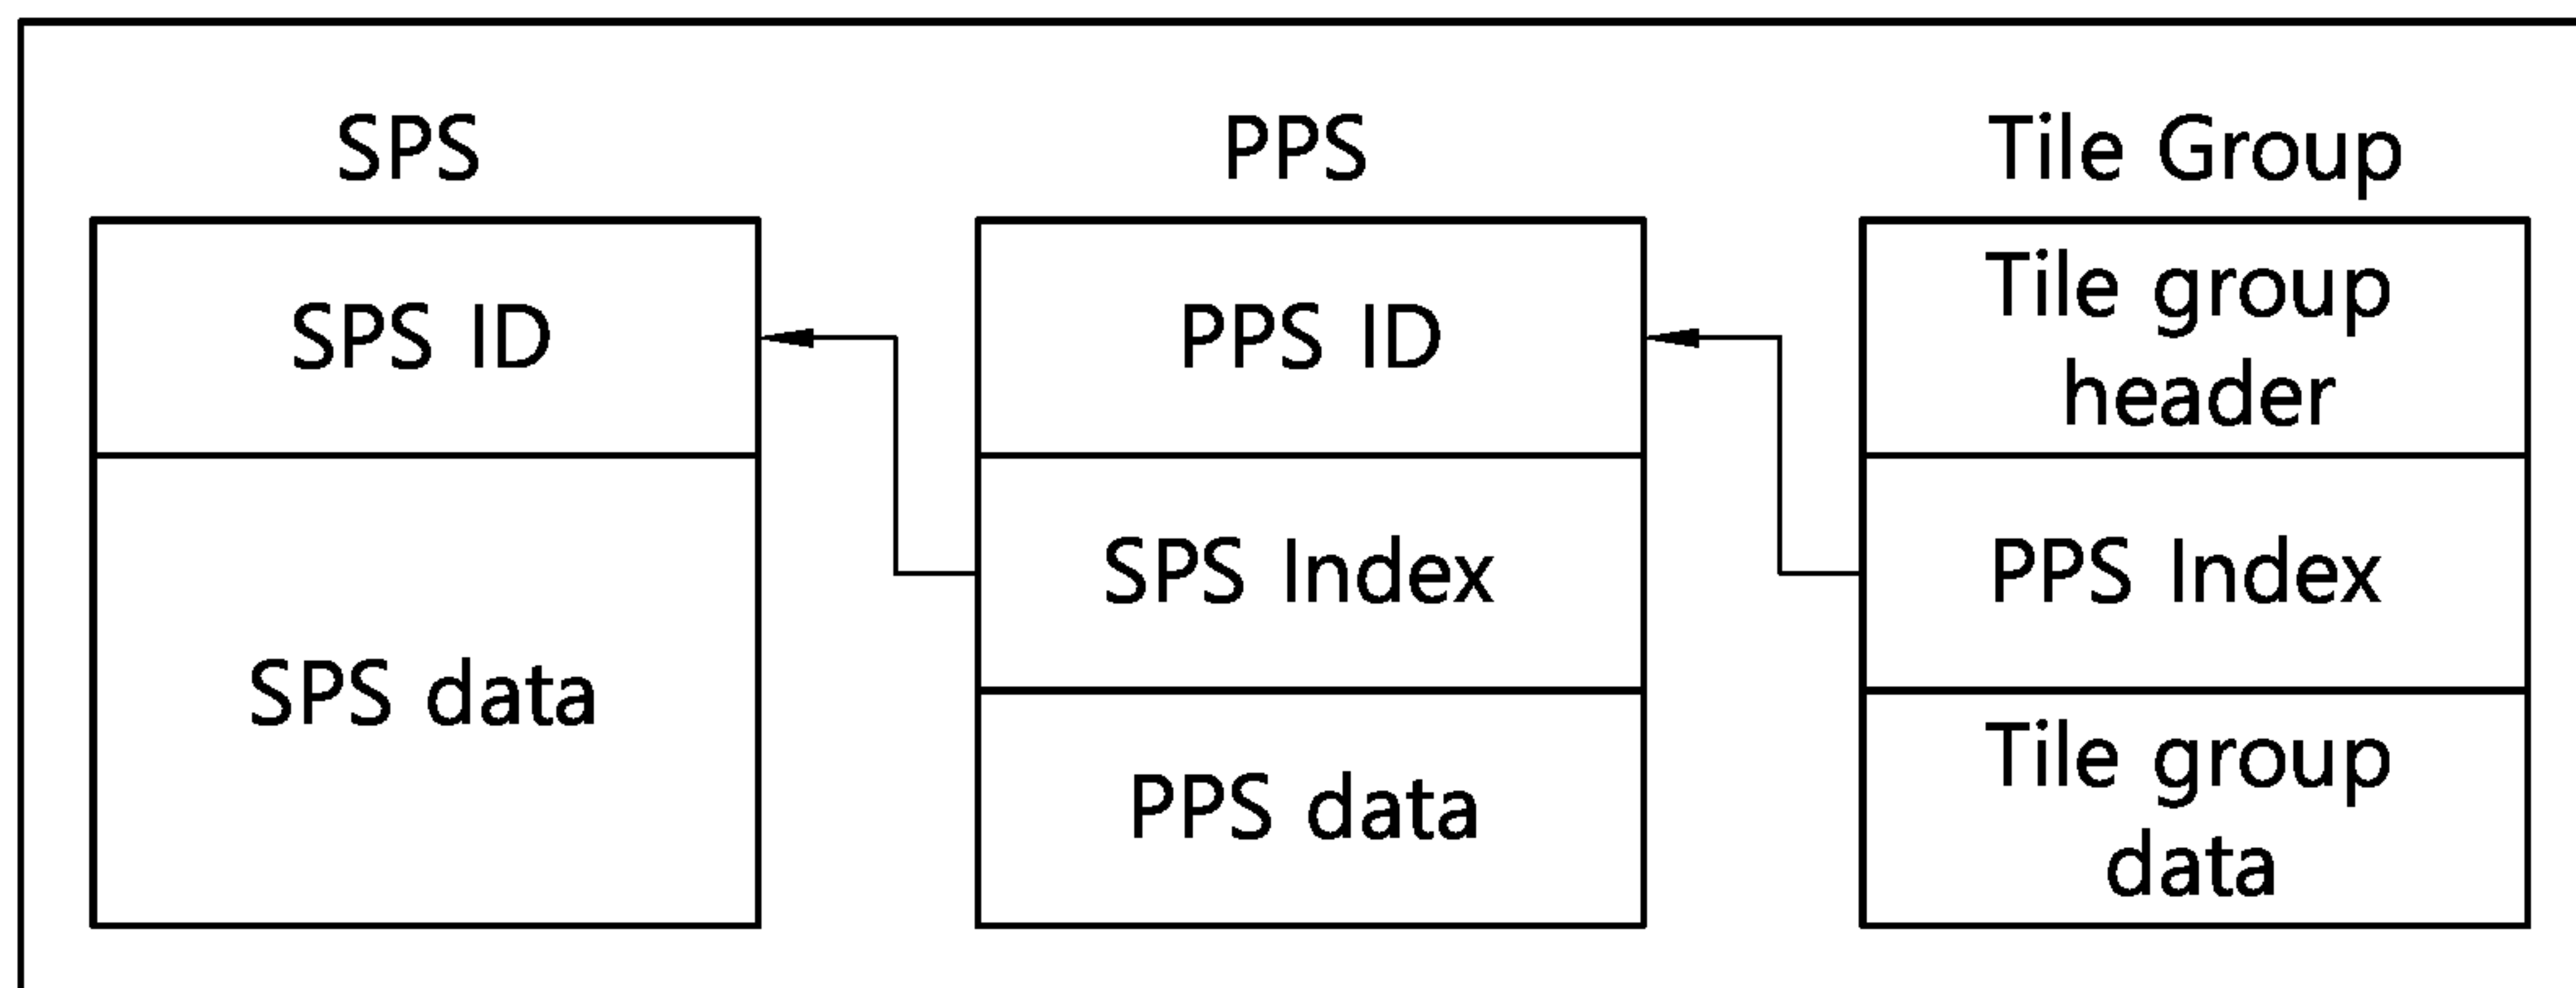 SPS
SPS ID
SPS data
PPS
PPS ID
SPS Index
PPS data
Tile Group
Tile group
header
PPS Index
Tile group
data